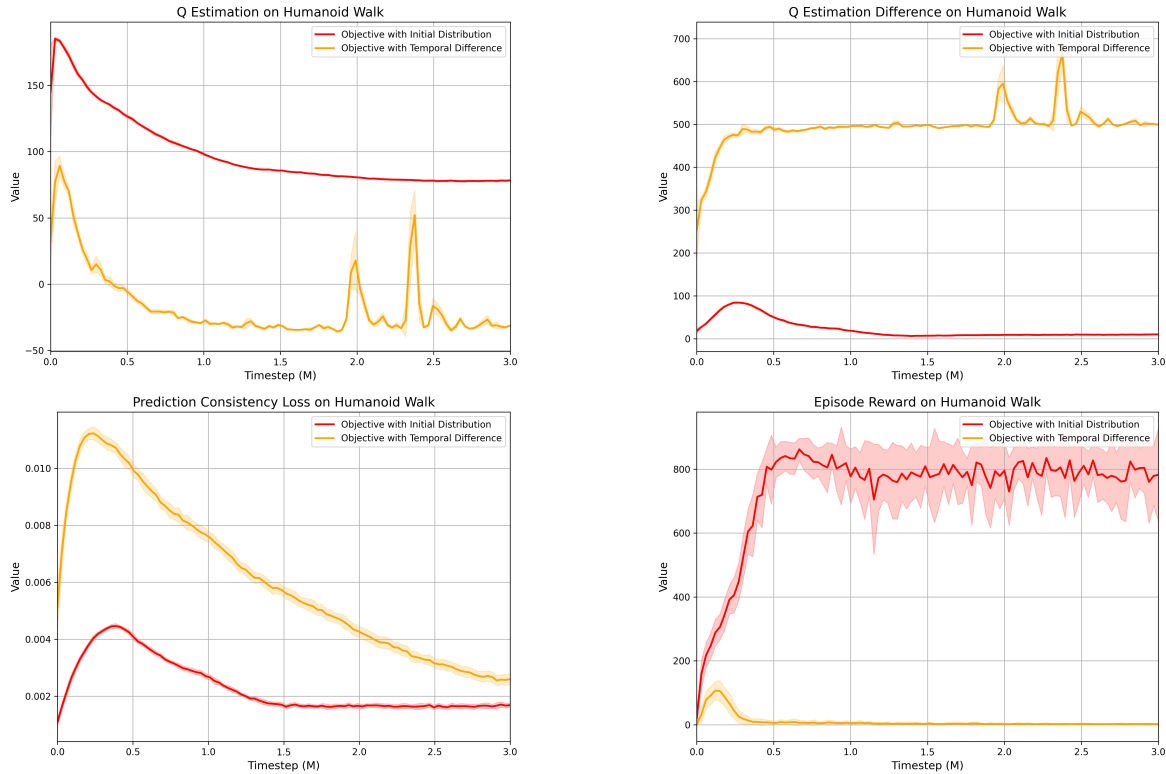 Q Estimation on Humanoid Walk
Objective with Initial Distribution
Objective with Temporal Difference
Value
150
100
50
0
−50
0.0 0.5 1.0 1.5 2.0 2.5 3.0
Timestep (M)
Q Estimation Difference on Humanoid Walk
Objective with Initial Distribution
Objective with Temporal Difference
Value
700
600
500
400
300
200
100
0
0.0 0.5 1.0 1.5 2.0 2.5 3.0
Timestep (M)
Prediction Consistency Loss on Humanoid Walk
Objective with Initial Distribution
Objective with Temporal Difference
Value
0.010
0.008
0.006
0.004
0.002
0.0 0.5 1.0 1.5 2.0 2.5 3.0
Timestep (M)
Episode Reward on Humanoid Walk
Objective with Initial Distribution
Objective with Temporal Difference
Value
800
600
400
200
0
0.0 0.5 1.0 1.5 2.0 2.5 3.0
Timestep (M)